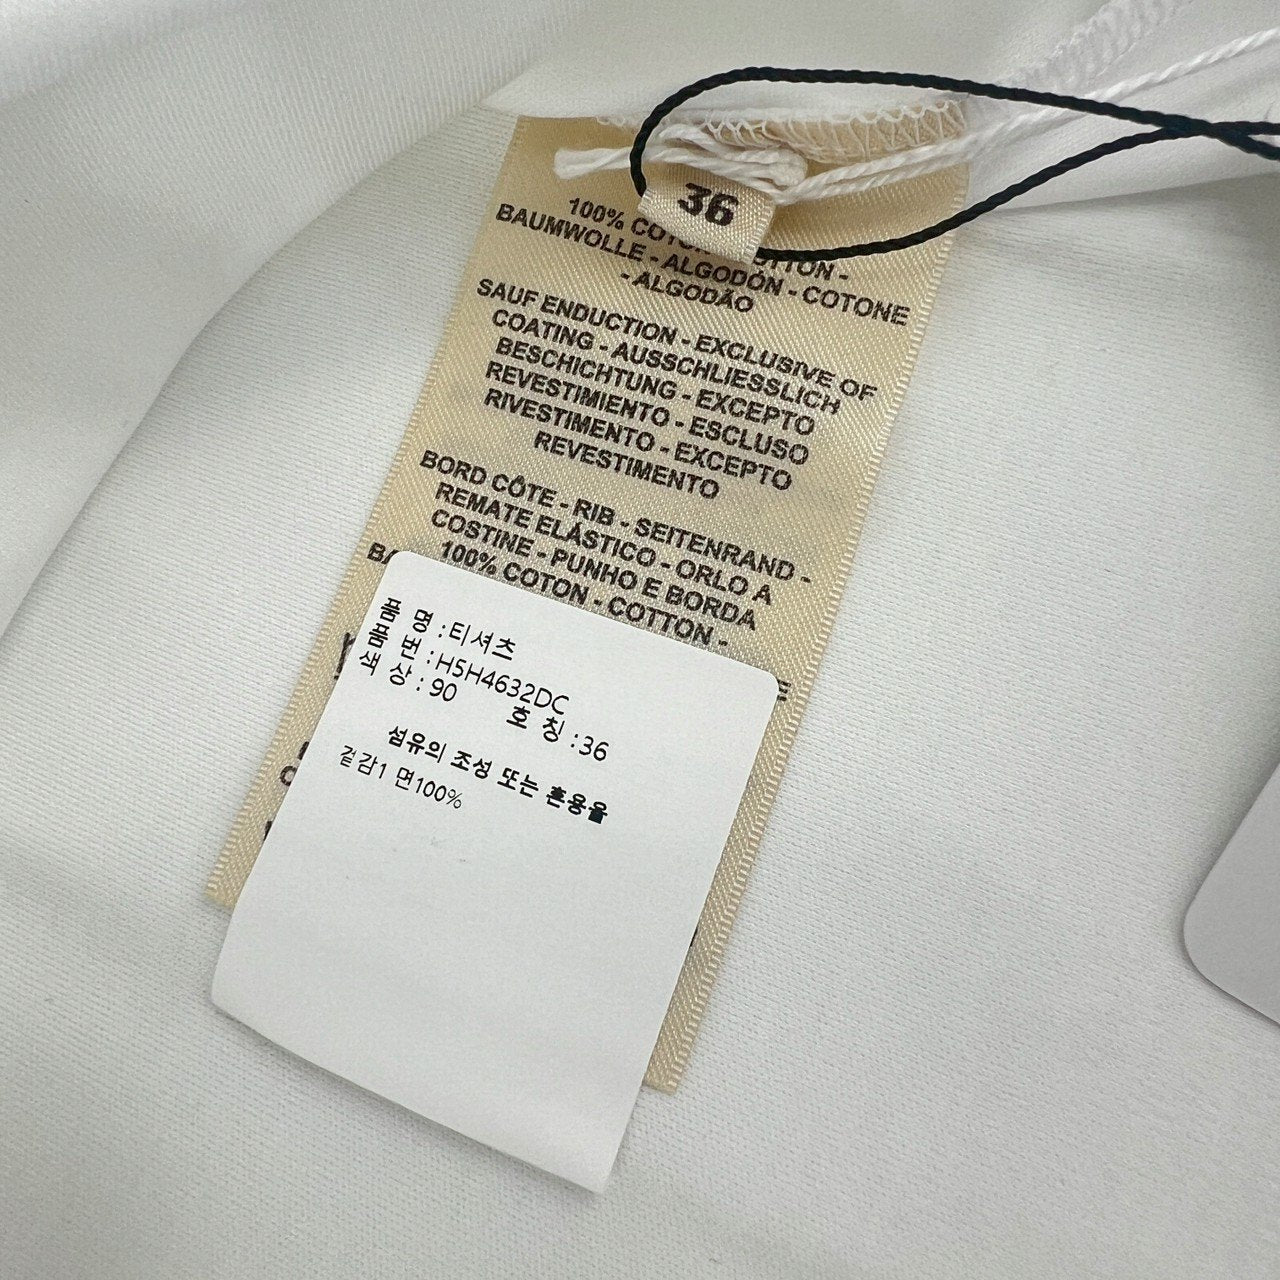 36
100% COTON - COTTON -
BAUMWOLLE - ALGODÓN - COTONE
- ALGODÃO
SAUF ENDUCTION - EXCLUSIVE OF
COATING - AUSSCHLIESSLICH
BESCHICHTUNG - EXCEPTO
REVESTIMIENTO - ESCLUSO
RIVESTIMENTO - EXCEPTO
REVESTIMENTO
BORD CÔTE - RIB - SEITENRAND -
REMATE ELÁSTICO - ORLO A
COSTINE - PUNHO E BORDA
100% COTON - COTTON -
품 명 : 티셔츠
품 번 : H5H4632DC
색 상 : 90 호 칭 : 36
섬유의 조성 또는 혼용율
겉감1 면100%